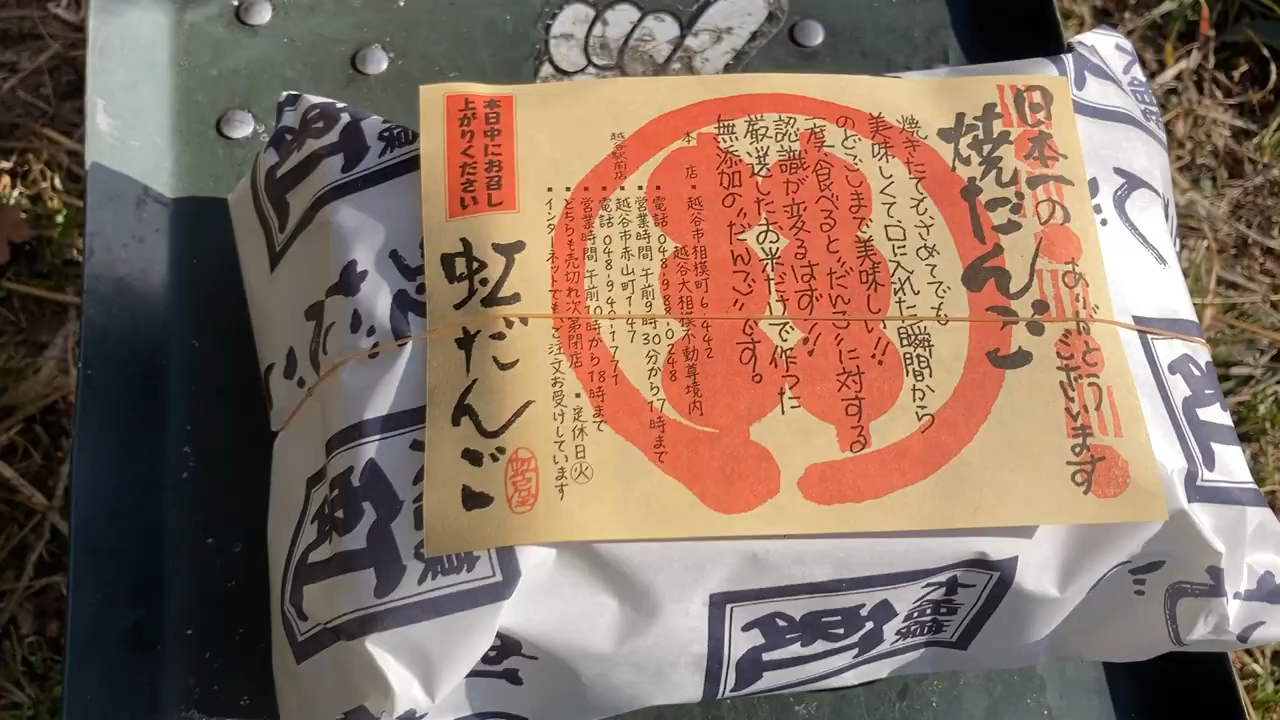 日本一の
焼だんご
ありがとうございます
焼きたてでも、さめてでも
美味しくて、口に入れた瞬間から
のどごしまで美味しい!!
一度、食べると〝だんご〟に対する
認識が変るはず!!
厳選したお米だけで作った
無添加の〝だんご〟です。
本店 ■ 越谷市相模町6-442
越谷大相模不動尊境内
■ 電話 048-988-0248
■ 営業時間 午前9時30分から17時まで
越谷駅前店 ■ 越谷市赤山町1-47
■ 電話 048-940-1771
■ 営業時間 午前10時から18時まで
■ どちらも売切れ次第閉店 ■ 定休日火
■ インターネットでもご注文お受けしています
本日中にお召し
上がりください
虹だんご